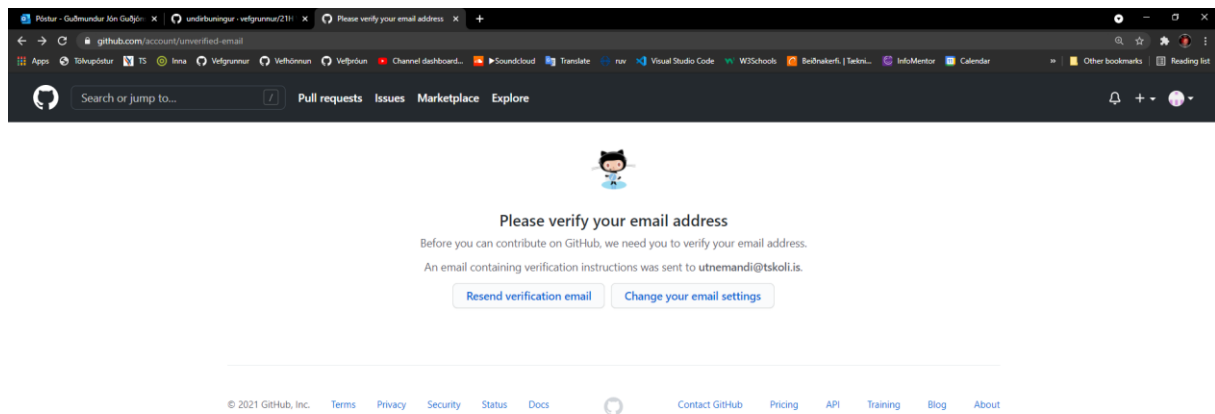 Póstur - Guðmundur Jón Guðjón
undirbuningur · vefgrunnur/21H
Please verify your email address
github.com/account/unverified-email
Apps Tölvupóstur TS Inna Vefgrunnur Vefhönnun Vefþróun Channel dashboard... ▶Soundcloud Translate ruv Visual Studio Code W3Schools Beiðnakerfi. | Tækni... InfoMentor Calendar » Other bookmarks Reading list
Search or jump to... / Pull requests Issues Marketplace Explore
Please verify your email address
Before you can contribute on GitHub, we need you to verify your email address.
An email containing verification instructions was sent to utnemandi@tskoli.is.
Resend verification email Change your email settings
© 2021 GitHub, Inc. Terms Privacy Security Status Docs Contact GitHub Pricing API Training Blog About